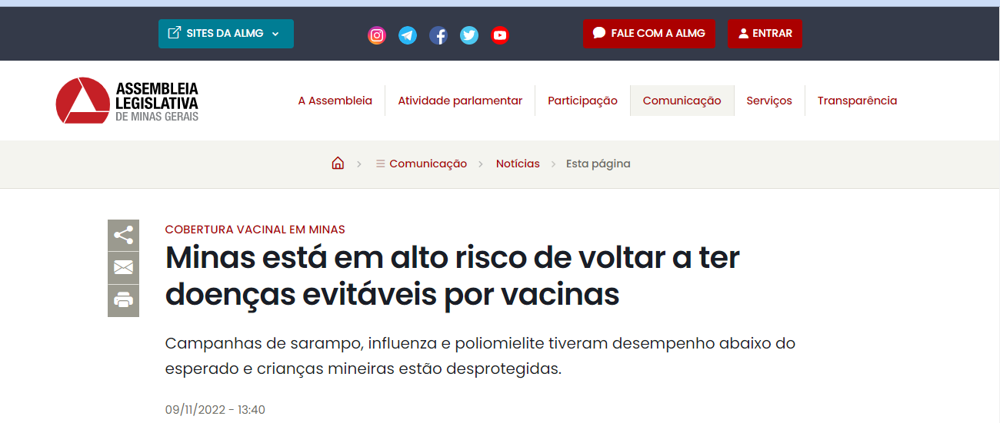 SITES DA ALMG
FALE COM A ALMG
ENTRAR
ASSEMBLEIA
LEGISLATIVA
DE MINAS GERAIS
A Assembleia
Atividade parlamentar
Participação
Comunicação
Serviços
Transparência
Comunicação
Notícias
Esta página
COBERTURA VACINAL EM MINAS
Minas está em alto risco de voltar a ter
doenças evitáveis por vacinas
Campanhas de sarampo, influenza e poliomielite tiveram desempenho abaixo do
esperado e crianças mineiras estão desprotegidas.
09/11/2022 - 13:40